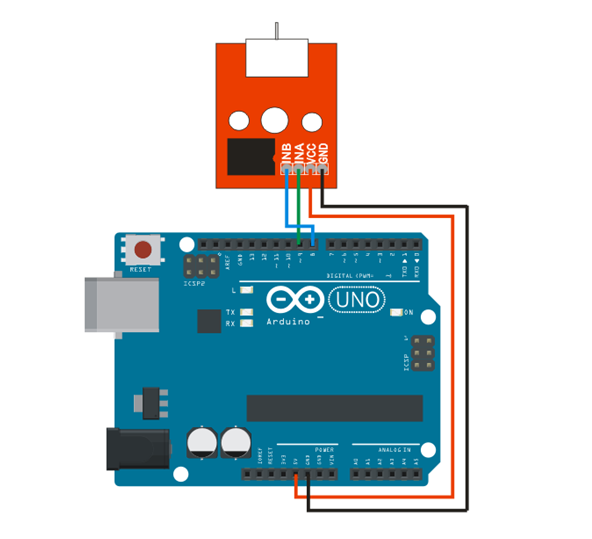 INB INA VCC GND
RESET
ICSP2
AREF GND 13 12 ~11 ~10 ~9 8 7 ~6 ~5 4 ~3 2 TXD▶1 RXD◀0
DIGITAL (PWM~)
L
TX
RX
UNO
Arduino
ON
ICSP
POWER
ANALOG IN
IOREF RESET 3V3 5V GND GND VIN A0 A1 A2 A3 A4 A5